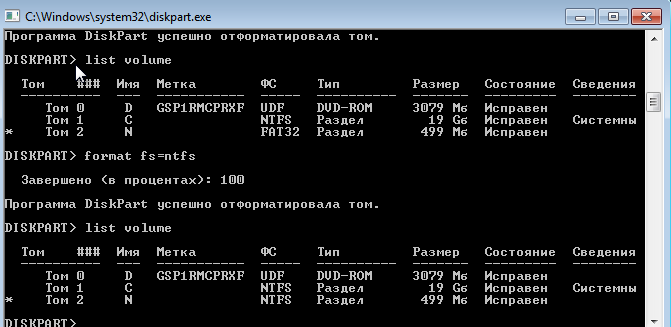 C:\Windows\system32\diskpart.exe
Программа DiskPart успешно отформатировала том.
DISKPART> list volume
Том ### Имя Метка ФС Тип Размер Состояние Сведения
Том 0 D GSP1RMCPRXF UDF DVD-ROM 3079 Мб Исправен
Том 1 C NTFS Раздел 19 Gб Исправен Системны
* Том 2 N FAT32 Раздел 499 Мб Исправен
DISKPART> format fs=ntfs
Завершено (в процентах): 100
Программа DiskPart успешно отформатировала том.
DISKPART> list volume
Том ### Имя Метка ФС Тип Размер Состояние Сведения
Том 0 D GSP1RMCPRXF UDF DVD-ROM 3079 Мб Исправен
Том 1 C NTFS Раздел 19 Gб Исправен Системны
* Том 2 N NTFS Раздел 499 Мб Исправен
DISKPART>